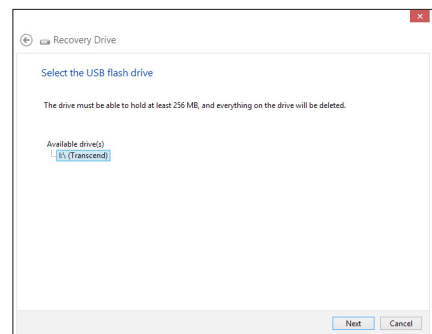 Recovery Drive
Select the USB flash drive
The drive must be able to hold at least 256 MB, and everything on the drive will be deleted.
Available drive(s)
(Transcend)
Next Cancel